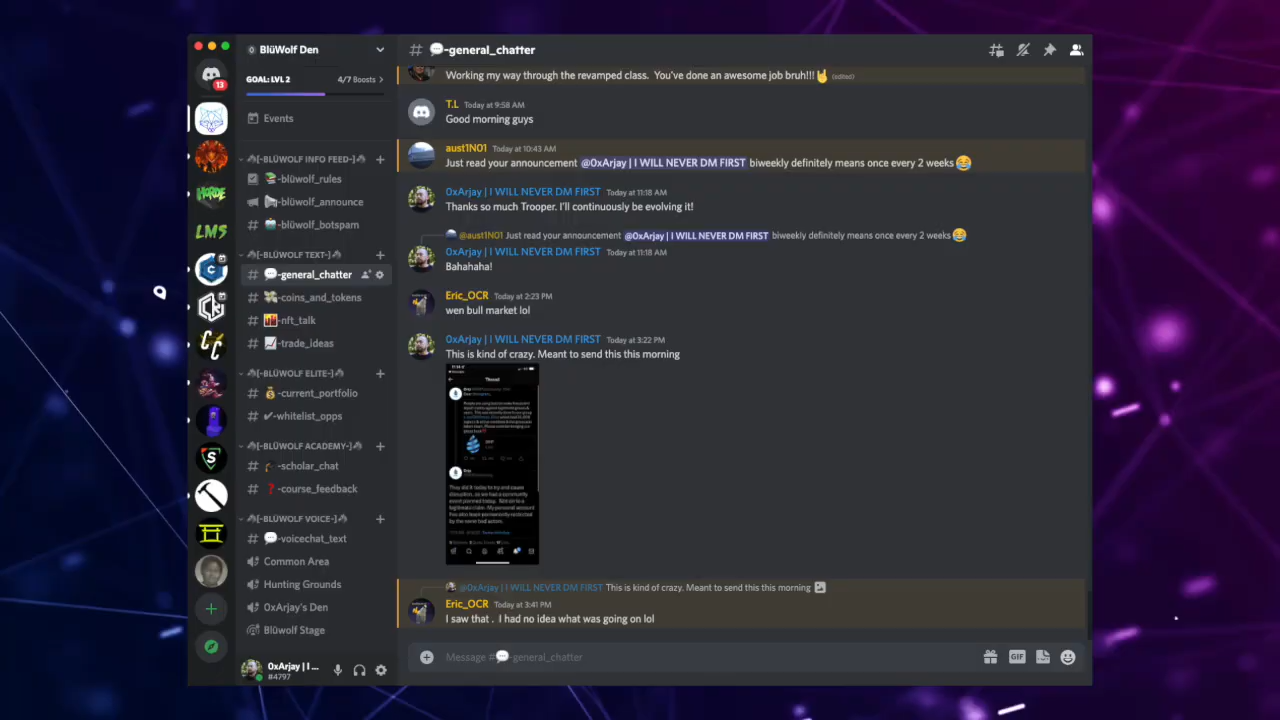 BlüWolf Den
GOAL: LVL 2 4/7 Boosts
13
Events
[-BLÜWOLF INFO FEED-]
-blüwolf_rules
-blüwolf_announce
-blüwolf_botspam
[-BLÜWOLF TEXT-]
-general_chatter
-coins_and_tokens
-nft_talk
-trade_ideas
[-BLÜWOLF ELITE-]
-current_portfolio
-whitelist_opps
[-BLÜWOLF ACADEMY-]
-scholar_chat
-course_feedback
[-BLÜWOLF VOICE-]
-voicechat_text
Common Area
Hunting Grounds
0xArjay's Den
Blüwolf Stage
0xArjay | I ...
#4797
HORDE
LMS
# 💬-general_chatter
Working my way through the revamped class. You've done an awesome job bruh!!!🤘 (edited)
T.L Today at 9:58 AM
Good morning guys
aust1N01 Today at 10:43 AM
Just read your announcement @0xArjay | I WILL NEVER DM FIRST biweekly definitely means once every 2 weeks😂
0xArjay | I WILL NEVER DM FIRST Today at 11:18 AM
Thanks so much Trooper. I'll continuously be evolving it!
@aust1N01 Just read your announcement @0xArjay | I WILL NEVER DM FIRST biweekly definitely means once every 2 weeks😂
0xArjay | I WILL NEVER DM FIRST Today at 11:18 AM
Bahahaha!
Eric_OCR Today at 2:23 PM
wen bull market lol
0xArjay | I WILL NEVER DM FIRST Today at 3:22 PM
This is kind of crazy. Meant to send this this morning
Thread
@0xArjay | I WILL NEVER DM FIRST This is kind of crazy. Meant to send this this morning
Eric_OCR Today at 3:41 PM
I saw that . I had no idea what was going on lol
Message #💬-general_chatter
GIF